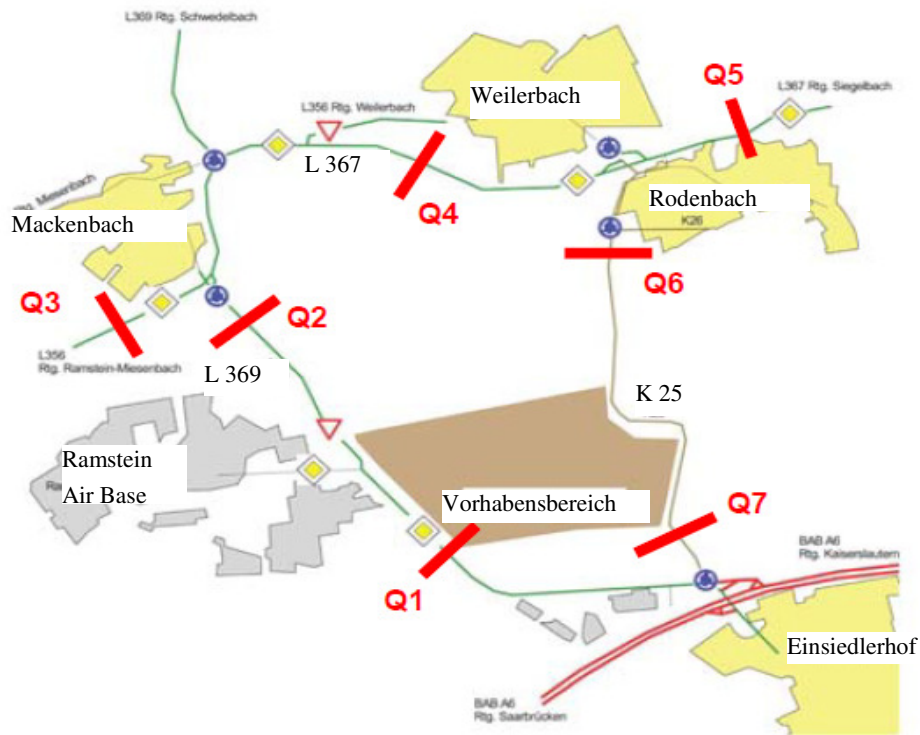 L369 Rtg. Schwedelbach
Q5
Weilerbach
L367 Rtg. Siegelbach
L356 Rtg. Weilerbach
L 367
Rtg. Miesenbach
Q4
Rodenbach
K26
Mackenbach
Q6
Q3
Q2
L356
Rtg. Ramstein-Miesenbach
L 369
K 25
Ramstein
Air Base
Vorhabensbereich
Q7
Q1
BAB A6
Rtg. Kaiserslautern
Einsiedlerhof
BAB A6
Rtg. Saarbrücken